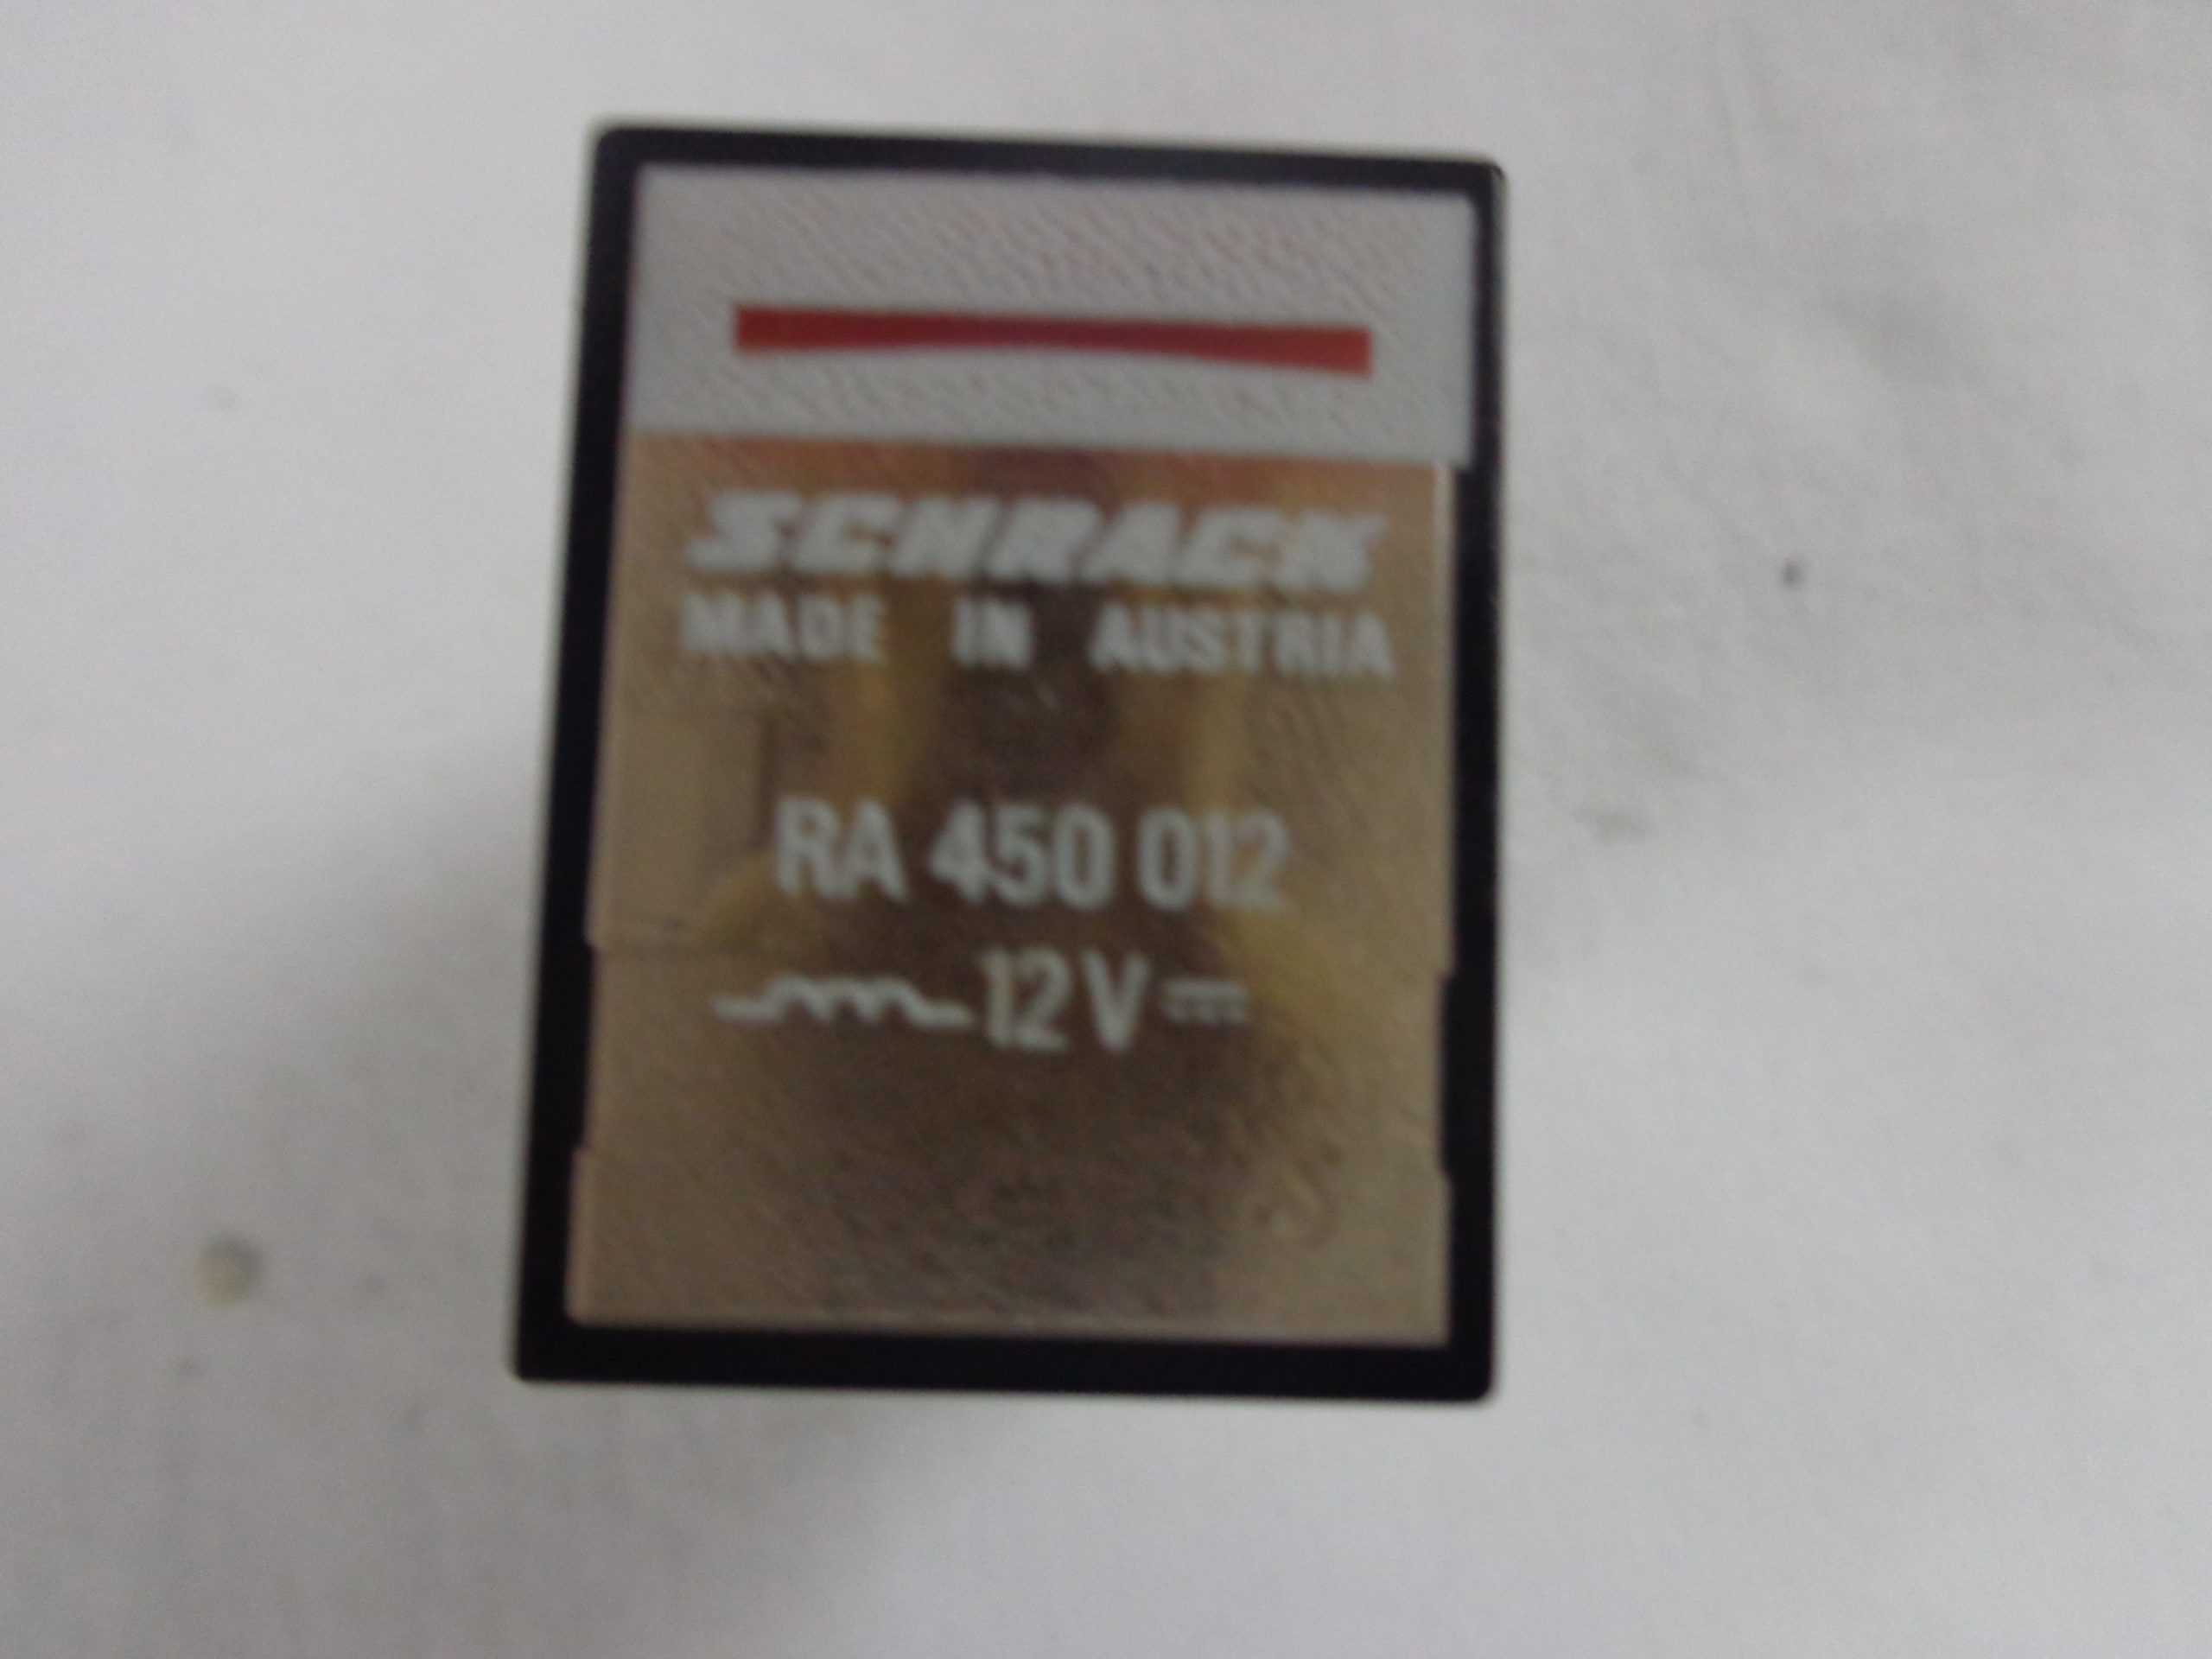 SCHRACK
MADE IN AUSTRIA
RA 450 012
12 V ⎓